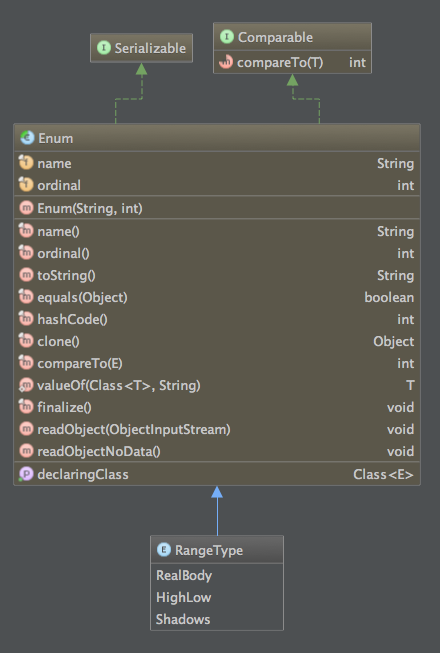 Serializable
Comparable
compareTo(T) int
Enum
name String
ordinal int
Enum(String, int)
name() String
ordinal() int
toString() String
equals(Object) boolean
hashCode() int
clone() Object
compareTo(E) int
valueOf(Class<T>, String) T
finalize() void
readObject(ObjectInputStream) void
readObjectNoData() void
declaringClass Class<E>
RangeType
RealBody
HighLow
Shadows